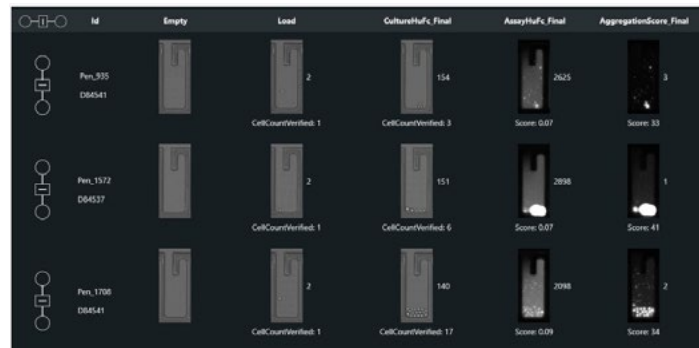 Id Empty Load CultureHuFc_Final AssayHuFc_Final AggregationScore_Final
Pen_935 2 154 2625 3
D84541
CellCountVerified: 1 CellCountVerified: 3 Score: 0.07 Score: 33
Pen_1572 2 151 2898 1
D84537
CellCountVerified: 1 CellCountVerified: 6 Score: 0.07 Score: 41
Pen_1708 2 140 2098 2
D84541
CellCountVerified: 1 CellCountVerified: 17 Score: 0.09 Score: 34